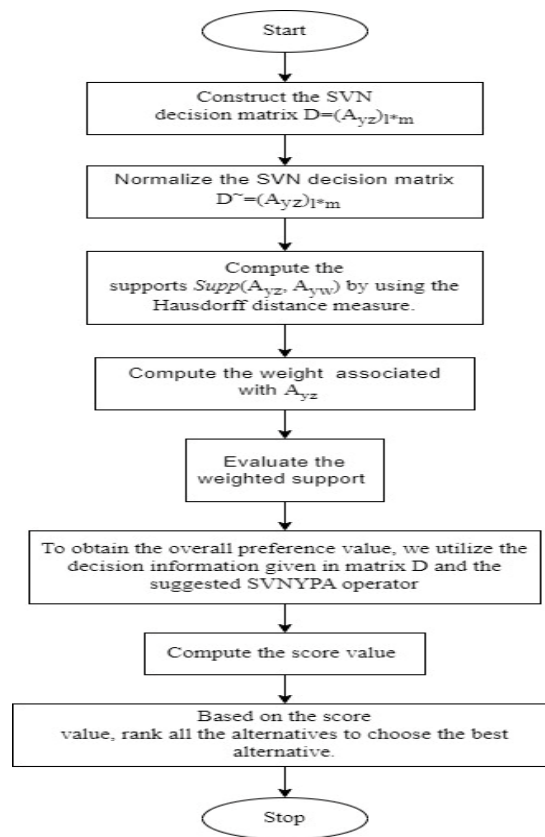 Start
Construct the SVN
decision matrix D=(Ayz)l*m
Normalize the SVN decision matrix
D~=(Ayz)l*m
Compute the
supports Supp(Ayz, Ayw) by using the
Hausdorff distance measure.
Compute the weight associated
with Ayz
Evaluate the
weighted support
To obtain the overall preference value, we utilize the
decision information given in matrix D and the
suggested SVNYPA operator
Compute the score value
Based on the score
value, rank all the alternatives to choose the best
alternative.
Stop